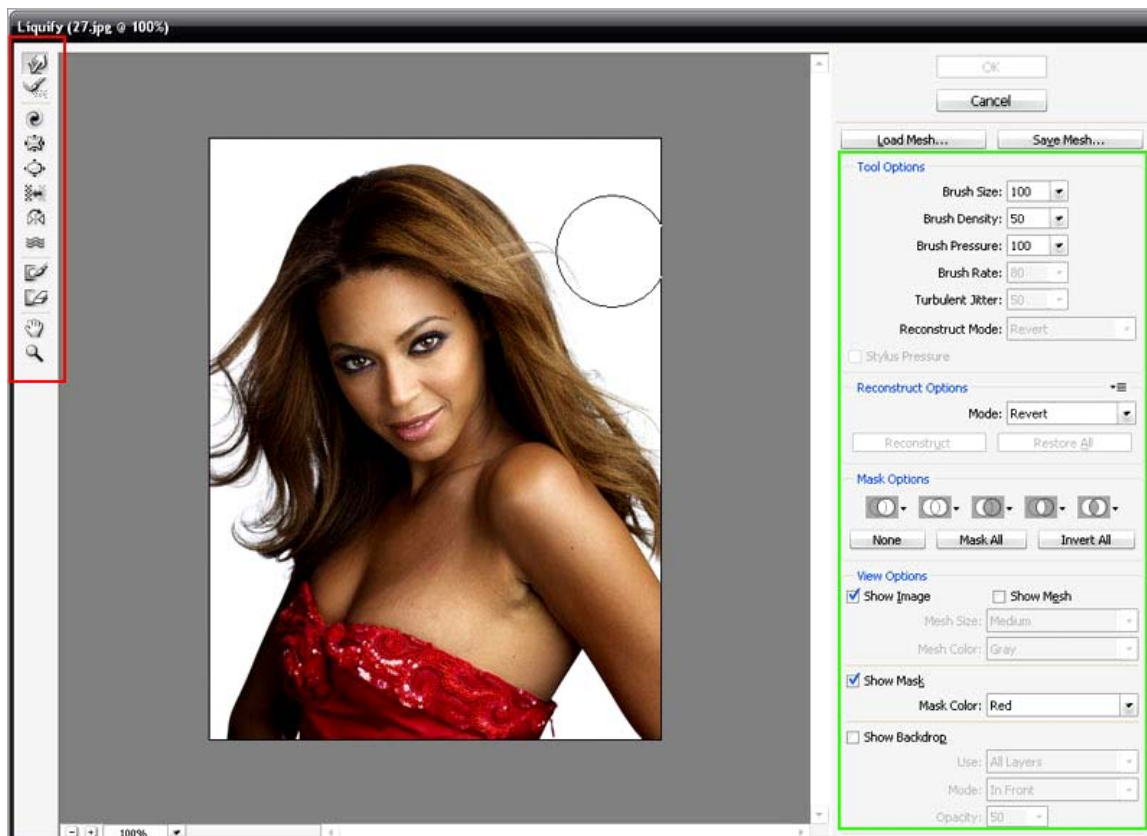 Liquify (27.jpg @ 100%)
OK
Cancel
Load Mesh... Save Mesh...
Tool Options
Brush Size: 100
Brush Density: 50
Brush Pressure: 100
Brush Rate: 80
Turbulent Jitter: 50
Reconstruct Mode: Revert
Stylus Pressure
Reconstruct Options
Mode: Revert
Reconstruct Restore All
Mask Options
None Mask All Invert All
View Options
Show Image Show Mesh
Mesh Size: Medium
Mesh Color: Gray
Show Mask
Mask Color: Red
Show Backdrop
Use: All Layers
Mode: In Front
Opacity: 50
100%